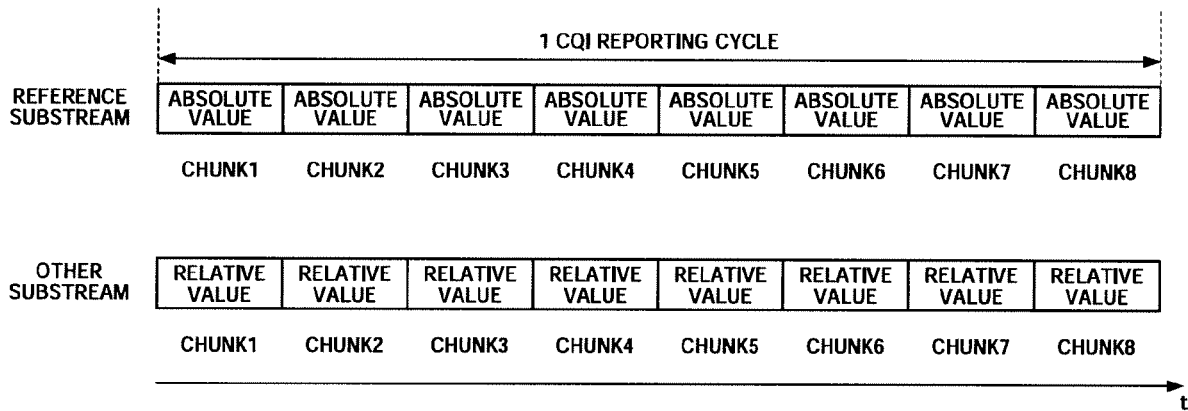 1 CQI REPORTING CYCLE
REFERENCE
SUBSTREAM
ABSOLUTE
VALUE
ABSOLUTE
VALUE
ABSOLUTE
VALUE
ABSOLUTE
VALUE
ABSOLUTE
VALUE
ABSOLUTE
VALUE
ABSOLUTE
VALUE
ABSOLUTE
VALUE
CHUNK1 CHUNK2 CHUNK3 CHUNK4 CHUNK5 CHUNK6 CHUNK7 CHUNK8
OTHER
SUBSTREAM
RELATIVE
VALUE
RELATIVE
VALUE
RELATIVE
VALUE
RELATIVE
VALUE
RELATIVE
VALUE
RELATIVE
VALUE
RELATIVE
VALUE
RELATIVE
VALUE
CHUNK1 CHUNK2 CHUNK3 CHUNK4 CHUNK5 CHUNK6 CHUNK7 CHUNK8
t